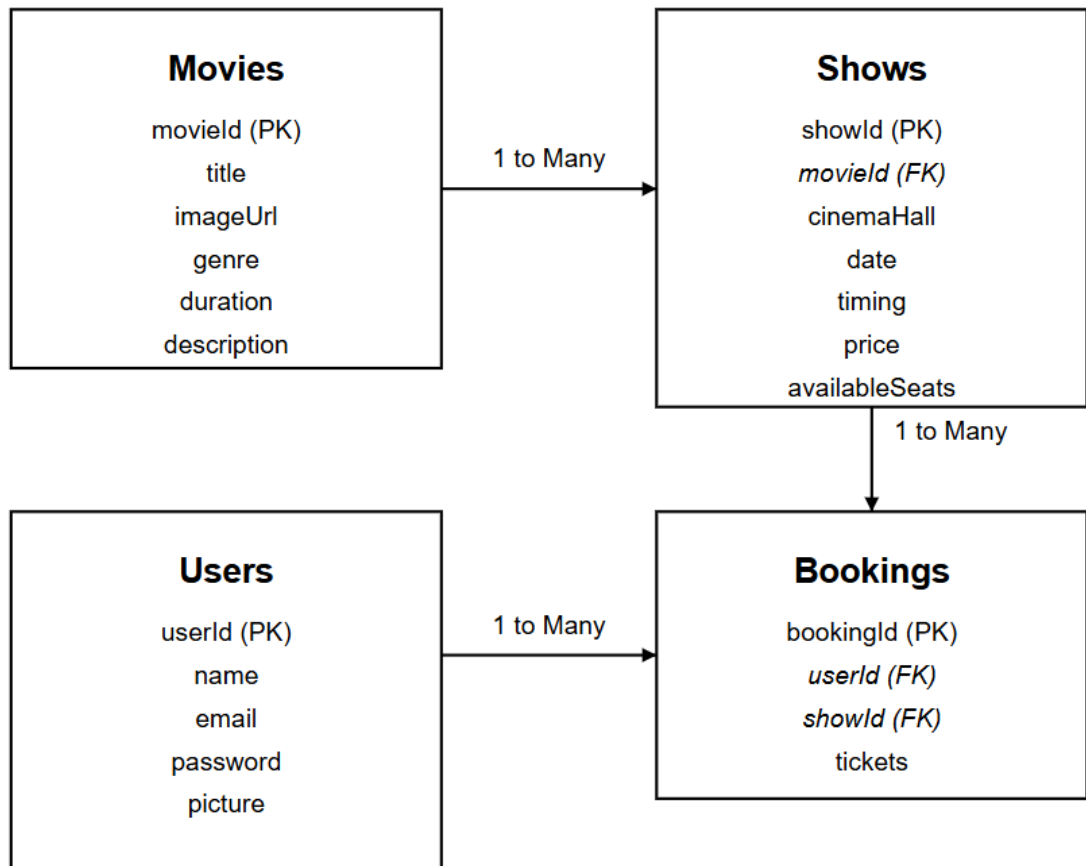 Movies
movieId (PK)
title
imageUrl
genre
duration
description
1 to Many
Shows
showId (PK)
movieId (FK)
cinemaHall
date
timing
price
availableSeats
1 to Many
Users
userId (PK)
name
email
password
picture
1 to Many
Bookings
bookingId (PK)
userId (FK)
showId (FK)
tickets